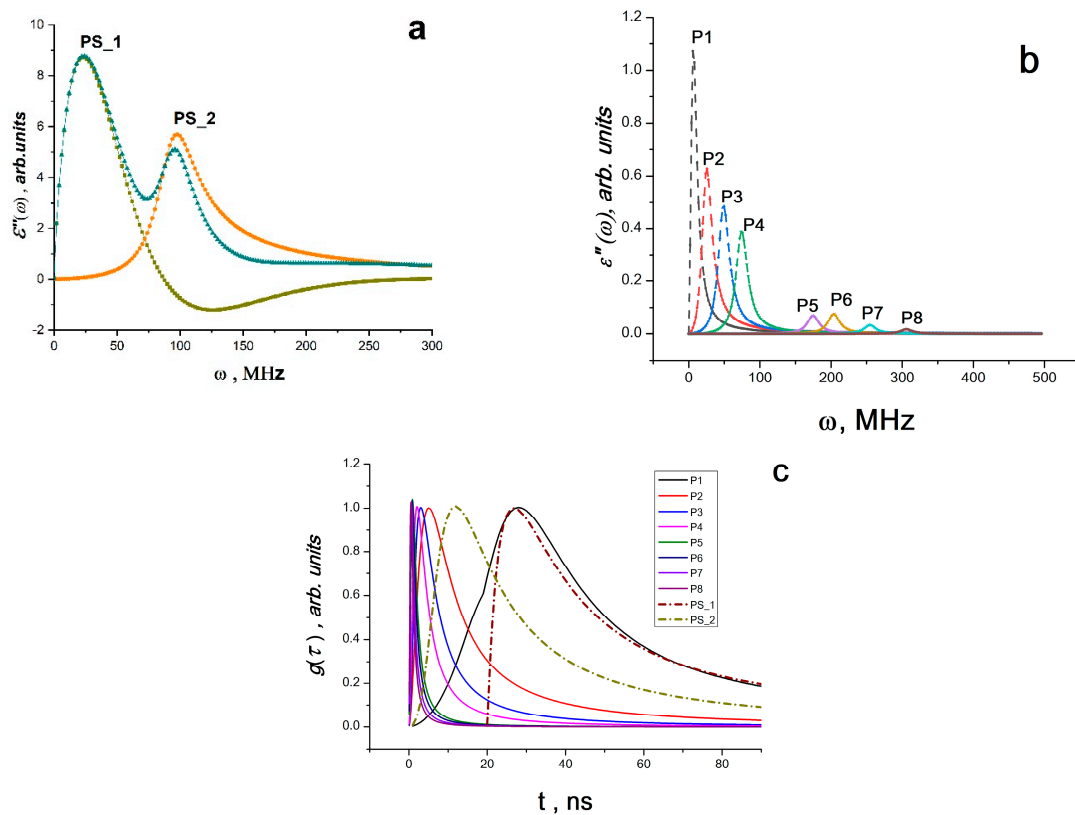 a
PS_1
PS_2
ε''(ω) , arb.units
10
8
6
4
2
0
-2
0 50 100 150 200 250 300
ω , MHz
b
P1
P2
P3
P4
P5
P6
P7
P8
ε''(ω), arb. units
1.2
1.0
0.8
0.6
0.4
0.2
0.0
0 100 200 300 400 500
ω, MHz
c
g(τ) , arb. units
1.2
1.0
0.8
0.6
0.4
0.2
0.0
P1
P2
P3
P4
P5
P6
P7
P8
PS_1
PS_2
0 20 40 60 80
t , ns